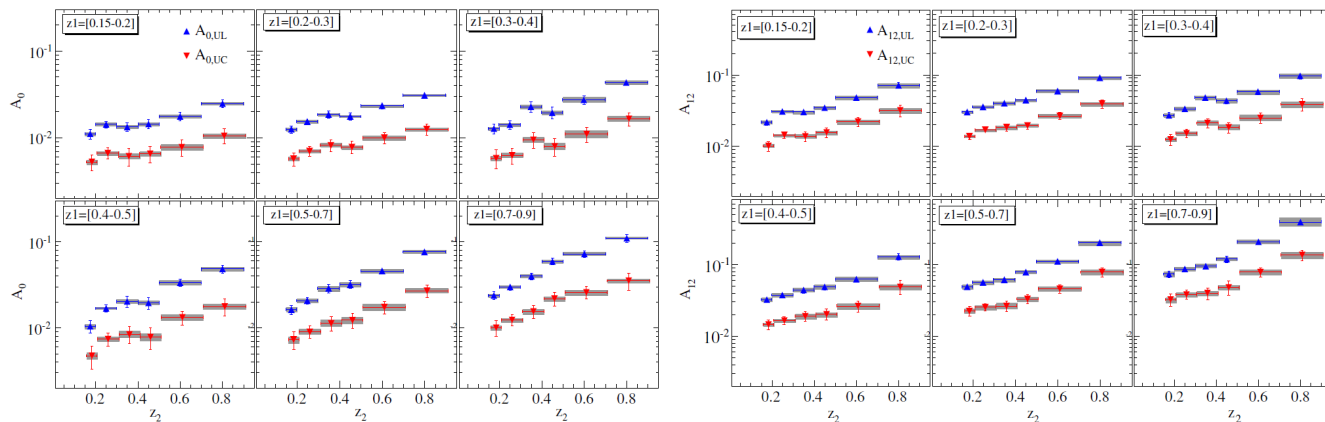 z1=[0.15-0.2]
A0,UL
A0,UC
z1=[0.2-0.3]
z1=[0.3-0.4]
10-1
10-2
A0
z1=[0.4-0.5]
z1=[0.5-0.7]
z1=[0.7-0.9]
10-1
10-2
A0
0.2 0.4 0.6 0.8
0.2 0.4 0.6 0.8
0.2 0.4 0.6 0.8
z2
z2
z2
z1=[0.15-0.2]
z1=[0.2-0.3]
A12,UL
A12,UC
z1=[0.3-0.4]
10-1
10-2
A12
z1=[0.4-0.5]
z1=[0.5-0.7]
z1=[0.7-0.9]
10-1
10-2
A12
0.2 0.4 0.6 0.8
0.2 0.4 0.6 0.8
0.2 0.4 0.6 0.8
z2
z2
z2